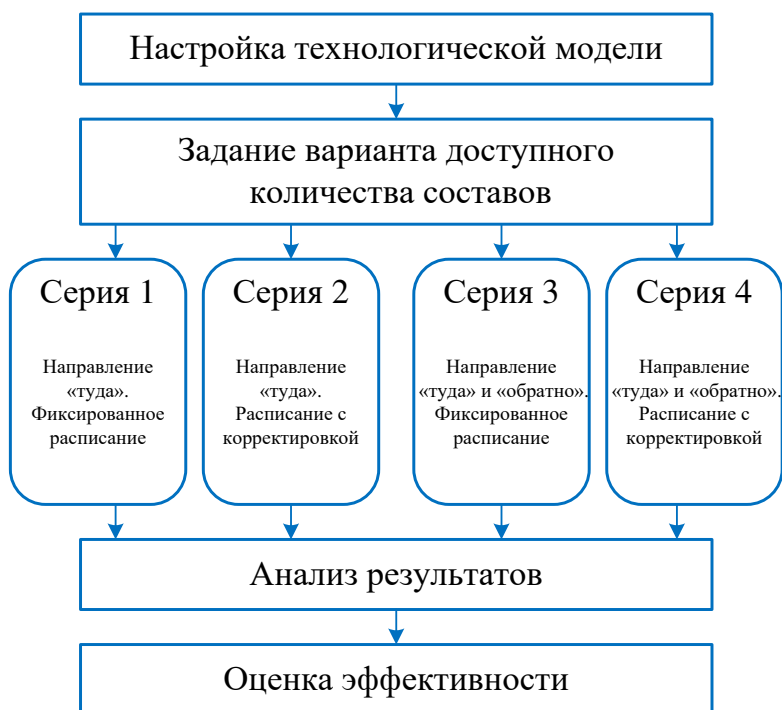 Настройка технологической модели
Задание варианта доступного
количества составов
Серия 1
Направление
«туда».
Фиксированное
расписание
Серия 2
Направление
«туда».
Расписание с
корректировкой
Серия 3
Направление
«туда» и «обратно».
Фиксированное
расписание
Серия 4
Направление
«туда» и «обратно».
Расписание с
корректировкой
Анализ результатов
Оценка эффективности